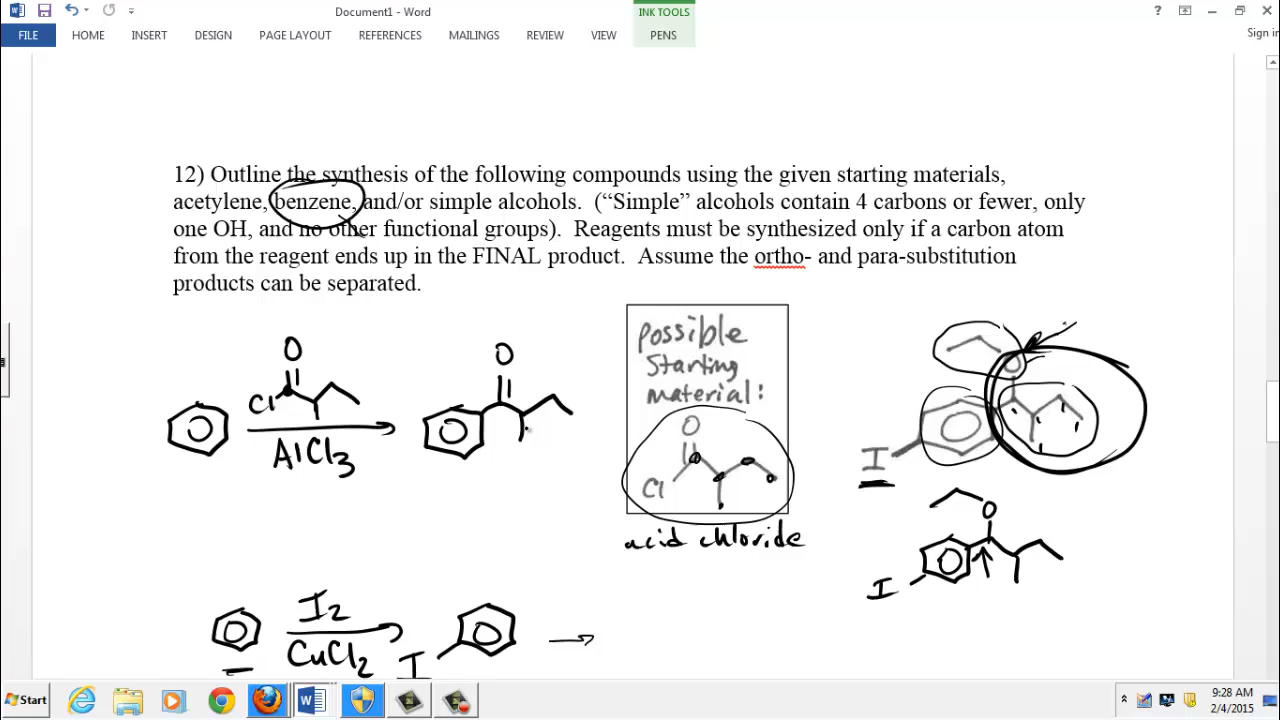 Document1 - Word
INK TOOLS
?
FILE
HOME
INSERT
DESIGN
PAGE LAYOUT
REFERENCES
MAILINGS
REVIEW
VIEW
PENS
Sign in
12) Outline the synthesis of the following compounds using the given starting materials,
acetylene, benzene, and/or simple alcohols. (“Simple” alcohols contain 4 carbons or fewer, only
one OH, and no other functional groups). Reagents must be synthesized only if a carbon atom
from the reagent ends up in the FINAL product. Assume the ortho- and para-substitution
products can be separated.
O
Cl
AlCl3
O
possible
Starting
material:
O
Cl
acid chloride
O
I
O
I
I2
CuCl2
I
Start
9:28 AM
2/4/2015